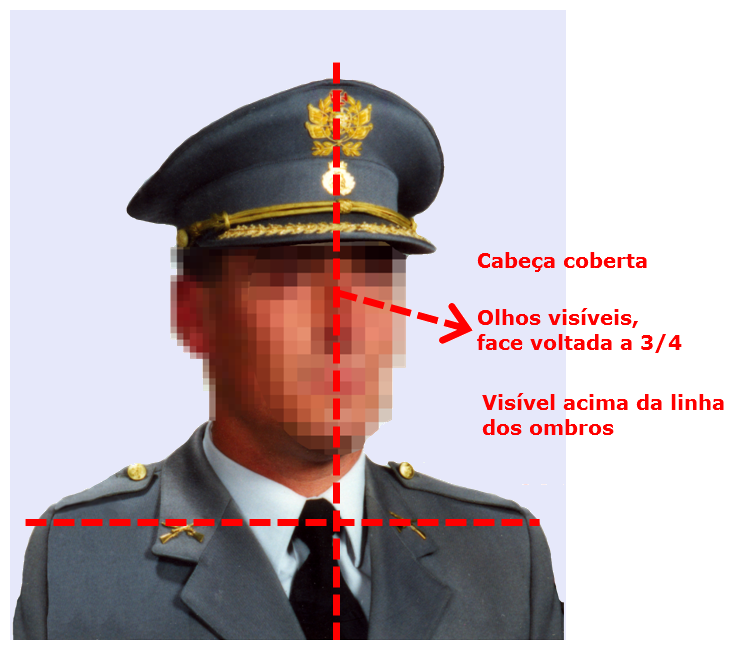 Cabeça coberta
Olhos visíveis,
face voltada a 3/4
Visível acima da linha
dos ombros